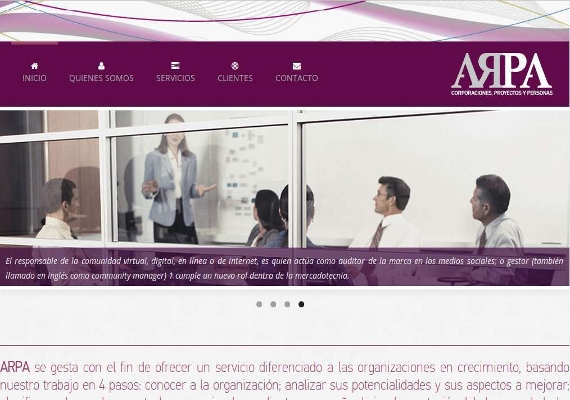 INICIO
QUIENES SOMOS
SERVICIOS
CLIENTES
CONTACTO
ARPA
CORPORACIONES, PROYECTOS Y PERSONAS
El responsable de la comunidad virtual, digital, en línea o de internet, es quien actúa como auditor de la marca en los medios sociales; o gestor (también
llamado en inglés como community manager) 1 cumple un nuevo rol dentro de la mercadotecnia.
ARPA se gesta con el fin de ofrecer un servicio diferenciado a las organizaciones en crecimiento, basando
nuestro trabajo en 4 pasos: conocer a la organización; analizar sus potencialidades y sus aspectos a mejorar;